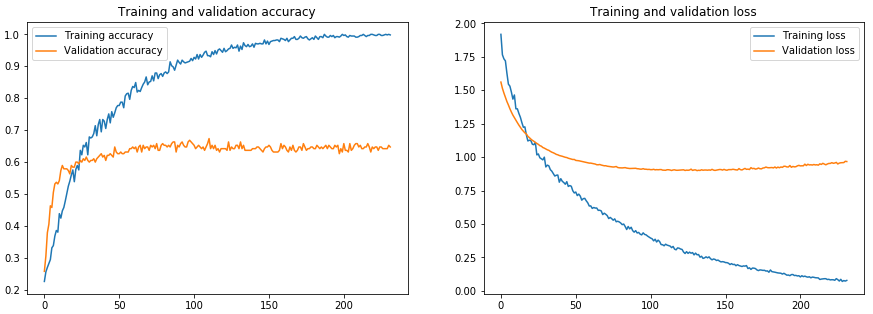 Training and validation accuracy
1.0
0.9
0.8
0.7
0.6
0.5
0.4
0.3
0.2
Training accuracy
Validation accuracy
0 50 100 150 200
Training and validation loss
2.00
1.75
1.50
1.25
1.00
0.75
0.50
0.25
0.00
Training loss
Validation loss
0 50 100 150 200